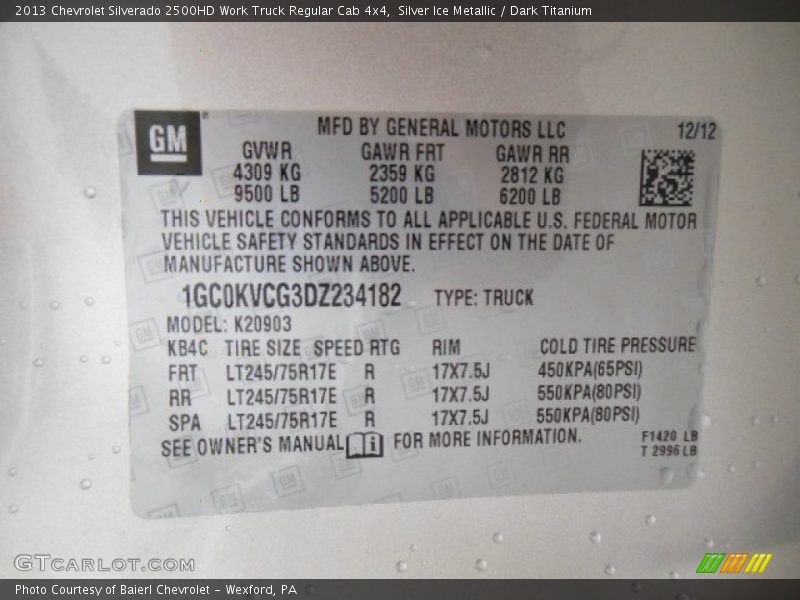 2013 Chevrolet Silverado 2500HD Work Truck Regular Cab 4x4, Silver Ice Metallic / Dark Titanium
GM ® MFD BY GENERAL MOTORS LLC 12/12
GVWR GAWR FRT GAWR RR
4309 KG 2359 KG 2812 KG
9500 LB 5200 LB 6200 LB
THIS VEHICLE CONFORMS TO ALL APPLICABLE U.S. FEDERAL MOTOR
VEHICLE SAFETY STANDARDS IN EFFECT ON THE DATE OF
MANUFACTURE SHOWN ABOVE.
1GC0KVCG3DZ234182 TYPE: TRUCK
MODEL: K20903
KB4C TIRE SIZE SPEED RTG RIM COLD TIRE PRESSURE
FRT LT245/75R17E R 17X7.5J 450KPA(65PSI)
RR LT245/75R17E R 17X7.5J 550KPA(80PSI)
SPA LT245/75R17E R 17X7.5J 550KPA(80PSI)
SEE OWNER'S MANUAL i FOR MORE INFORMATION.
F1420 LB
T 2996 LB
GTCARLOT.COM
Photo Courtesy of Baierl Chevrolet - Wexford, PA